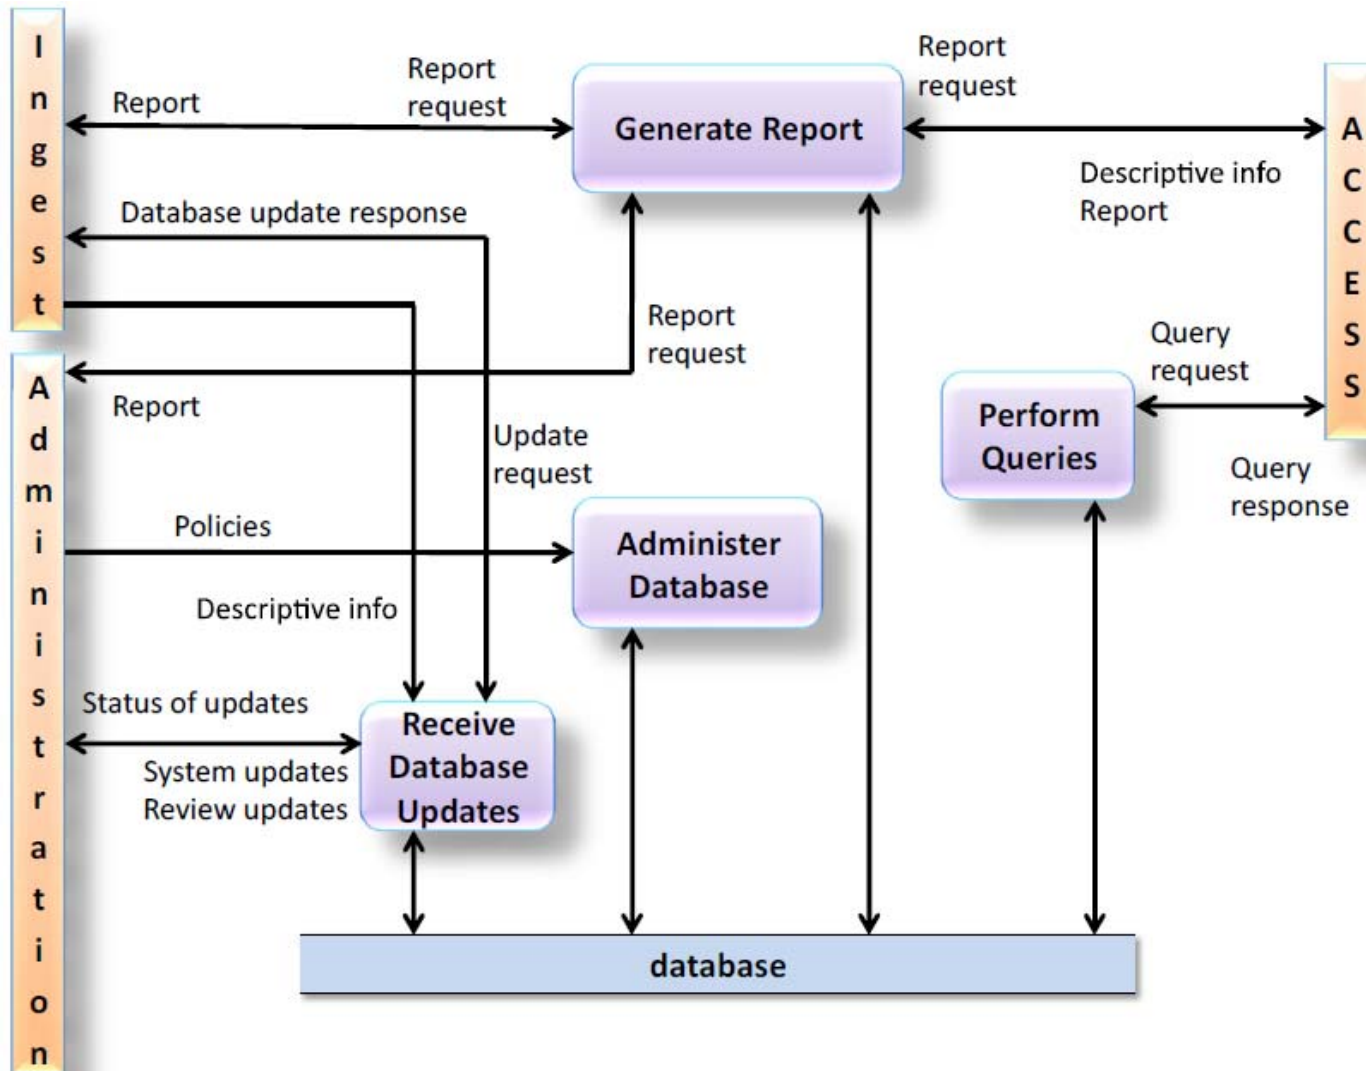 Ingest
Report
Report
request
Generate Report
Report
request
ACCESS
Descriptive info
Report
Database update response
Report
request
Administration
Report
Query
request
Perform
Queries
Query
response
Update
request
Policies
Administer
Database
Descriptive info
Status of updates
System updates
Review updates
Receive
Database
Updates
database